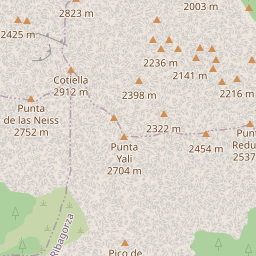 2823 m
2003 m
2425 m
2236 m
2141 m
Cotiella
2912 m
2398 m
2216 m
Punta
de las Neiss
2752 m
2322 m
Punta
Yali
2704 m
2454 m
Punta
Redu
2537
Ribagorza
Pico de